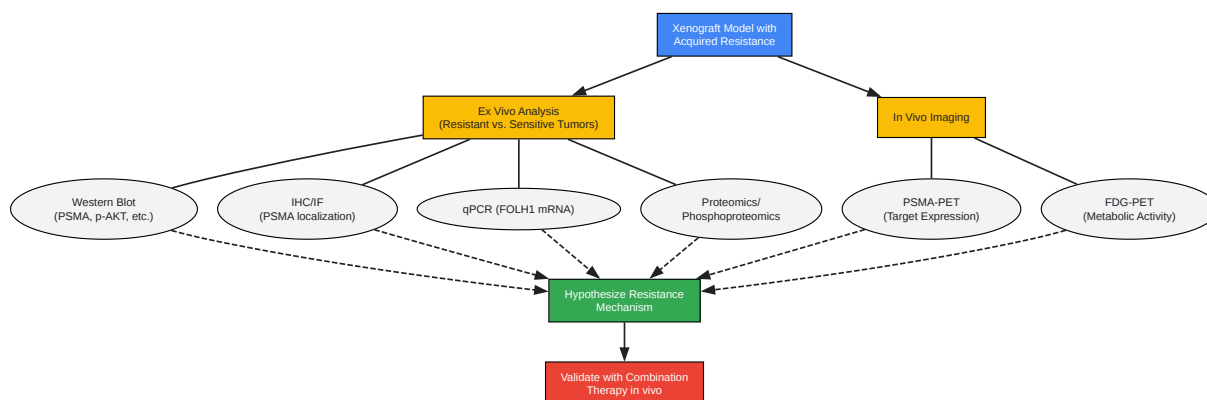 Xenograft Model with
Acquired Resistance
Ex Vivo Analysis
(Resistant vs. Sensitive Tumors)
In Vivo Imaging
Western Blot
(PSMA, p-AKT, etc.)
IHC/IF
(PSMA localization)
qPCR (FOLH1 mRNA)
Proteomics/
Phosphoproteomics
PSMA-PET
(Target Expression)
FDG-PET
(Metabolic Activity)
Hypothesize Resistance
Mechanism
Validate with Combination
Therapy in vivo